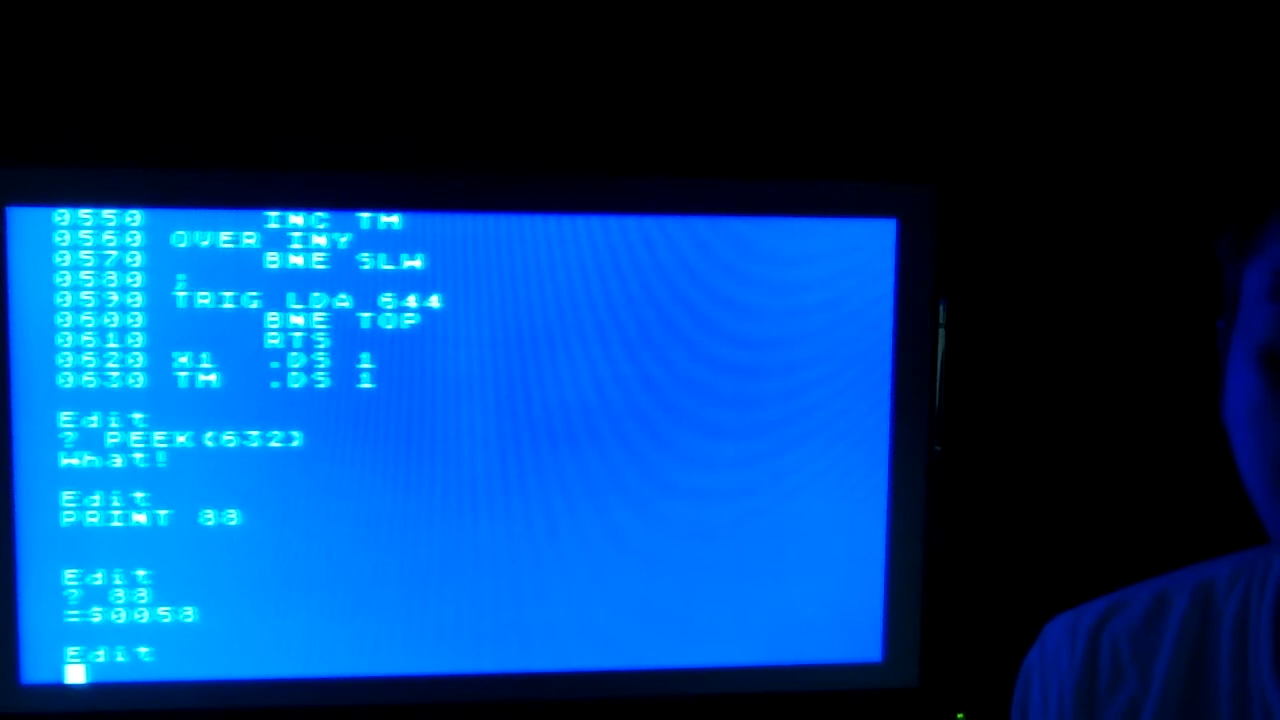 0550 INC TM
0560 OVER INY
0570 BNE SLW
0580 ;
0590 TRIG LDA 644
0600 BNE TOP
0610 RTS
0620 X1 .DS 1
0630 TM .DS 1
Edit
? PEEK(632)
What!
Edit
PRINT 88
Edit
? 88
=$0058
Edit